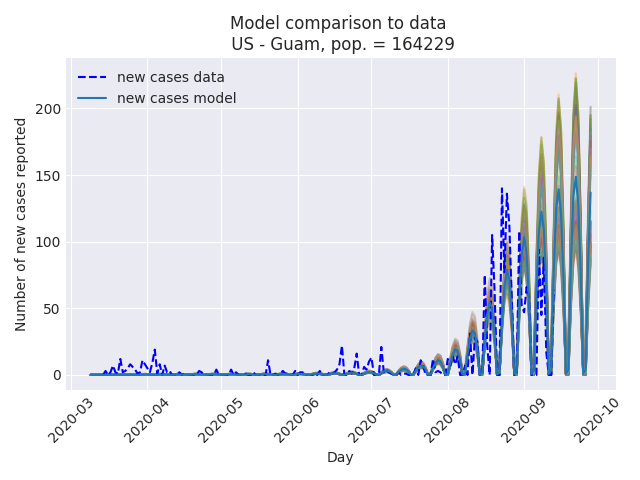 Model comparison to data
US - Guam, pop. = 164229
new cases data
new cases model
Number of new cases reported
200
150
100
50
0
2020-03
2020-04
2020-05
2020-06
2020-07
2020-08
2020-09
2020-10
Day